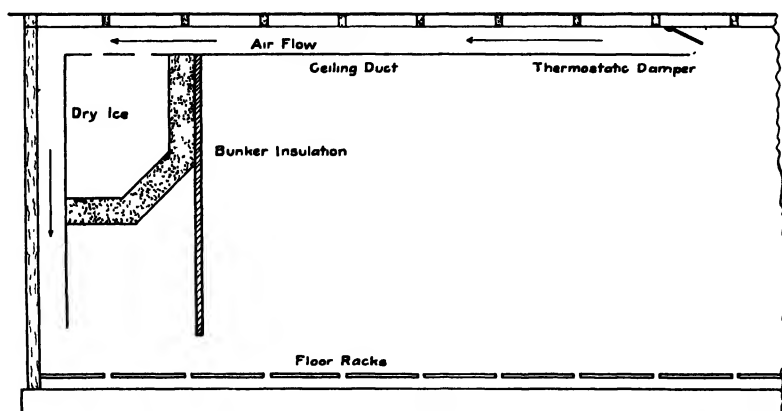 Air Flow
Ceiling Duct
Thermostatic Damper
Dry Ice
Bunker Insulation
Floor Racks